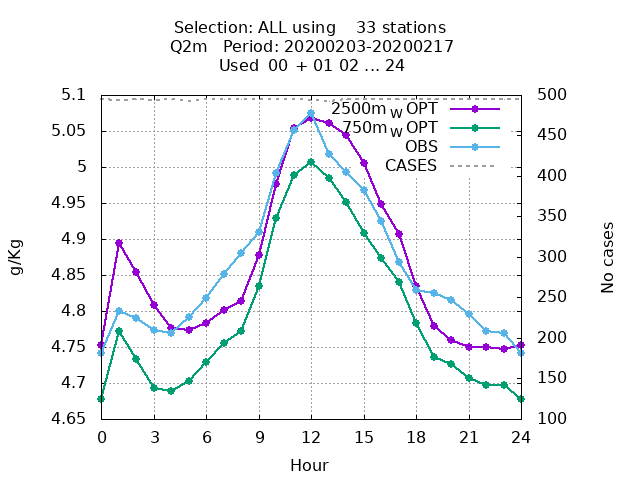 Selection: ALL using    33 stations
Q2m   Period: 20200203-20200217
Used  00  + 01 02 ... 24
5.1
5.05
5
4.95
4.9
4.85
4.8
4.75
4.7
4.65
g/Kg
2500m_W OPT
750m_W OPT
OBS
CASES
500
450
400
350
300
250
200
150
100
No cases
0 3 6 9 12 15 18 21 24
Hour